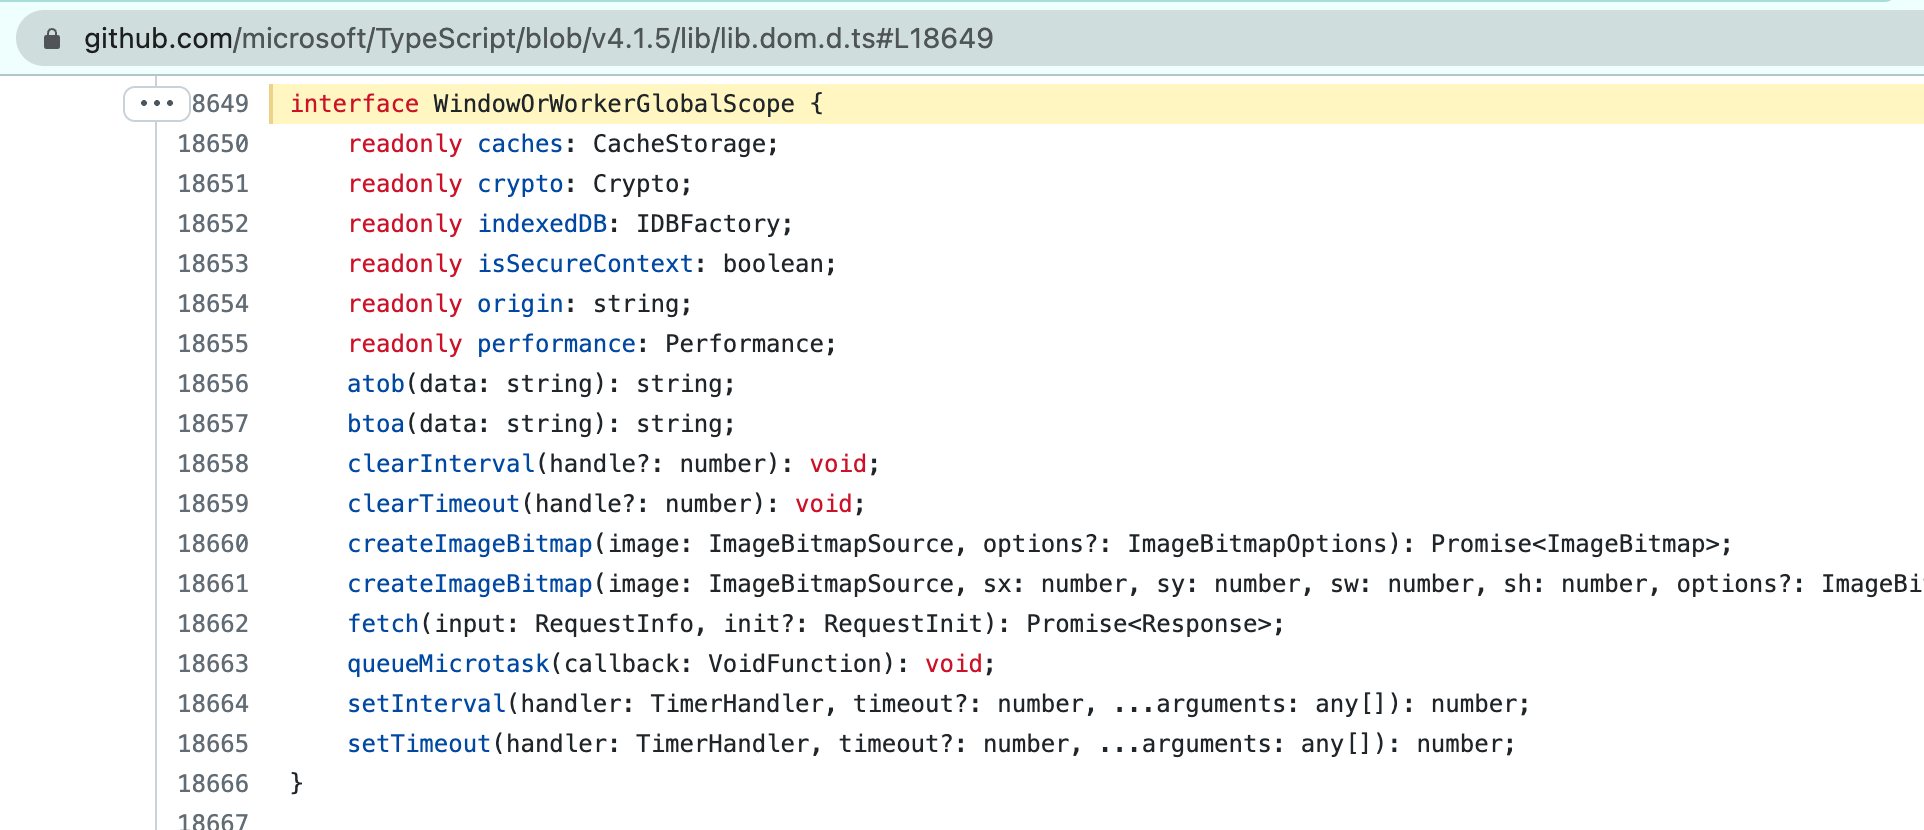 github.com/microsoft/TypeScript/blob/v4.1.5/lib/lib.dom.d.ts#L18649
••• 8649 interface WindowOrWorkerGlobalScope {
18650     readonly caches: CacheStorage;
18651     readonly crypto: Crypto;
18652     readonly indexedDB: IDBFactory;
18653     readonly isSecureContext: boolean;
18654     readonly origin: string;
18655     readonly performance: Performance;
18656     atob(data: string): string;
18657     btoa(data: string): string;
18658     clearInterval(handle?: number): void;
18659     clearTimeout(handle?: number): void;
18660     createImageBitmap(image: ImageBitmapSource, options?: ImageBitmapOptions): Promise<ImageBitmap>;
18661     createImageBitmap(image: ImageBitmapSource, sx: number, sy: number, sw: number, sh: number, options?: ImageBi
18662     fetch(input: RequestInfo, init?: RequestInit): Promise<Response>;
18663     queueMicrotask(callback: VoidFunction): void;
18664     setInterval(handler: TimerHandler, timeout?: number, ...arguments: any[]): number;
18665     setTimeout(handler: TimerHandler, timeout?: number, ...arguments: any[]): number;
18666 }
18667